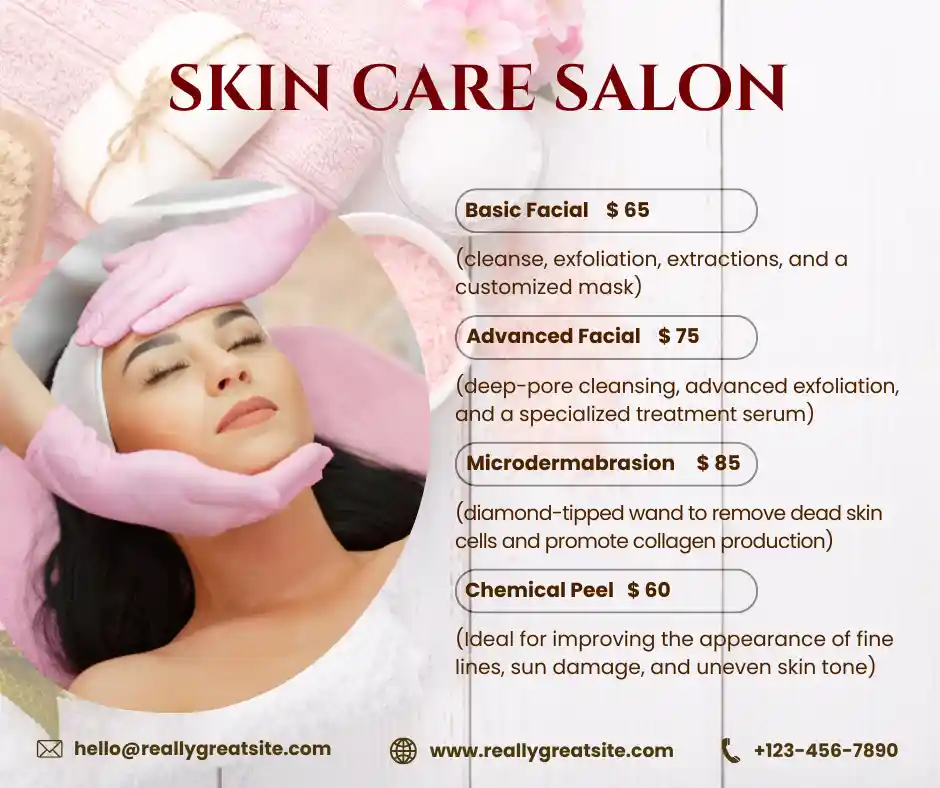 SKIN CARE SALON
Basic Facial $ 65
(cleanse, exfoliation, extractions, and a
customized mask)
Advanced Facial $ 75
(deep-pore cleansing, advanced exfoliation,
and a specialized treatment serum)
Microdermabrasion $ 85
(diamond-tipped wand to remove dead skin
cells and promote collagen production)
Chemical Peel $ 60
(Ideal for improving the appearance of fine
lines, sun damage, and uneven skin tone)
hello@reallygreatsite.com
www.reallygreatsite.com
+123-456-7890